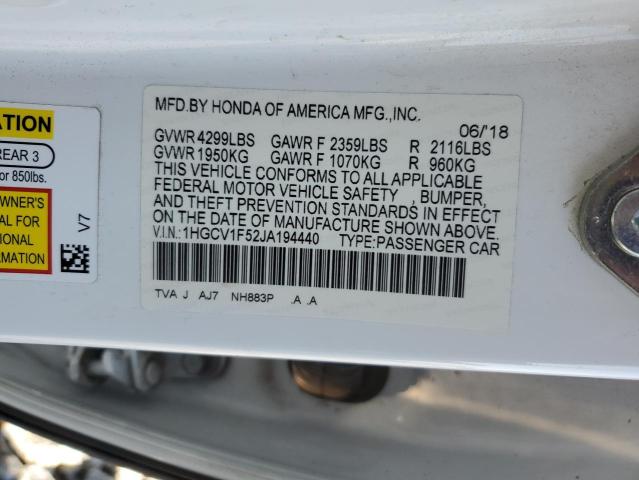 ATION
REAR 3
or 850lbs.
OWNER'S
AL FOR
IONAL
V7
MFD.BY HONDA OF AMERICA MFG.,INC.
06/'18
GVWR 4299LBS GAWR F 2359LBS R 2116LBS
GVWR 1950KG GAWR F 1070KG R 960KG
THIS VEHICLE CONFORMS TO ALL APPLICABLE
FEDERAL MOTOR VEHICLE SAFETY , BUMPER,
AND THEFT PREVENTION STANDARDS IN EFFECT
ON THE DATE OF MANUFACTURE SHOWN ABOVE.
V.I.N.:1HGCV1F52JA194440 TYPE:PASSENGER CAR
TVA J AJ7 NH883P .A .A